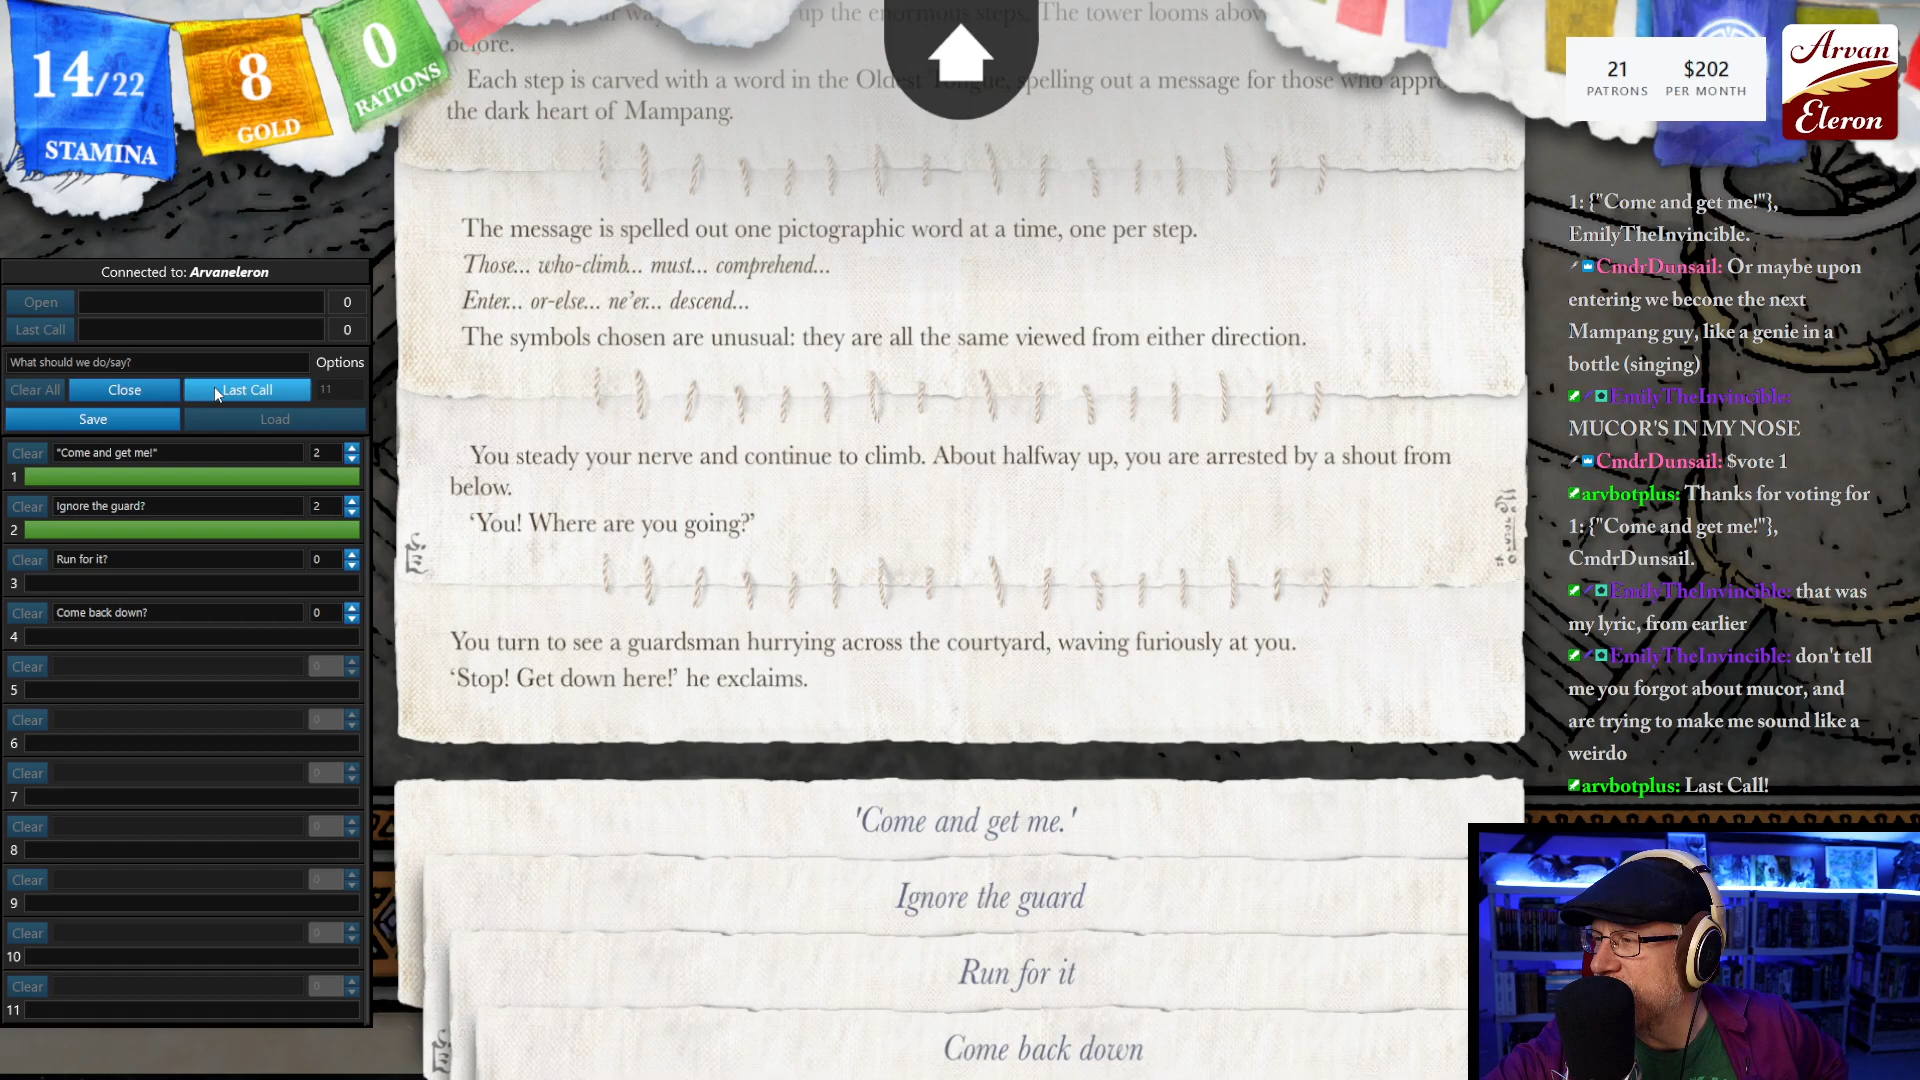 14/22
STAMINA
8
GOLD
0
RATIONS
up the enormous steps. The tower looms
before.
Each step is carved with a word in the Oldest Tongue, spelling out a message for those who
the dark heart of Mampang.
The message is spelled out one pictographic word at a time, one per step.
Those... who-climb... must... comprehend...
Enter... or-else... ne'er... descend...
The symbols chosen are unusual: they are all the same viewed from either direction.
You steady your nerve and continue to climb. About halfway up, you are arrested by a shout from
below.
‘You! Where are you going?’
You turn to see a guardsman hurrying across the courtyard, waving furiously at you.
‘Stop! Get down here!’ he exclaims.
'Come and get me.'
Ignore the guard
Run for it
Come back down
Connected to: Arvaneleron
Open 0
Last Call 0
What should we do/say? Options
Clear All Close Last Call 11
Save Load
Clear "Come and get me!" 2
1
Clear Ignore the guard? 2
2
Clear Run for it? 0
3
Clear Come back down? 0
4
Clear 0
5
Clear 0
6
Clear 0
7
Clear 0
8
Clear 0
9
Clear 0
10
Clear 0
11
21 $202
PATRONS PER MONTH
Arvan
Eleron
1: {"Come and get me!"},
EmilyTheInvincible.
CmdrDunsail: Or maybe upon
entering we becone the next
Mampang guy, like a genie in a
bottle (singing)
EmilyTheInvincible:
MUCOR'S IN MY NOSE
CmdrDunsail: $vote 1
arvbotplus: Thanks for voting for
1: {"Come and get me!"},
CmdrDunsail.
EmilyTheInvincible: that was
my lyric, from earlier
EmilyTheInvincible: don't tell
me you forgot about mucor, and
are trying to make me sound like a
weirdo
arvbotplus: Last Call!